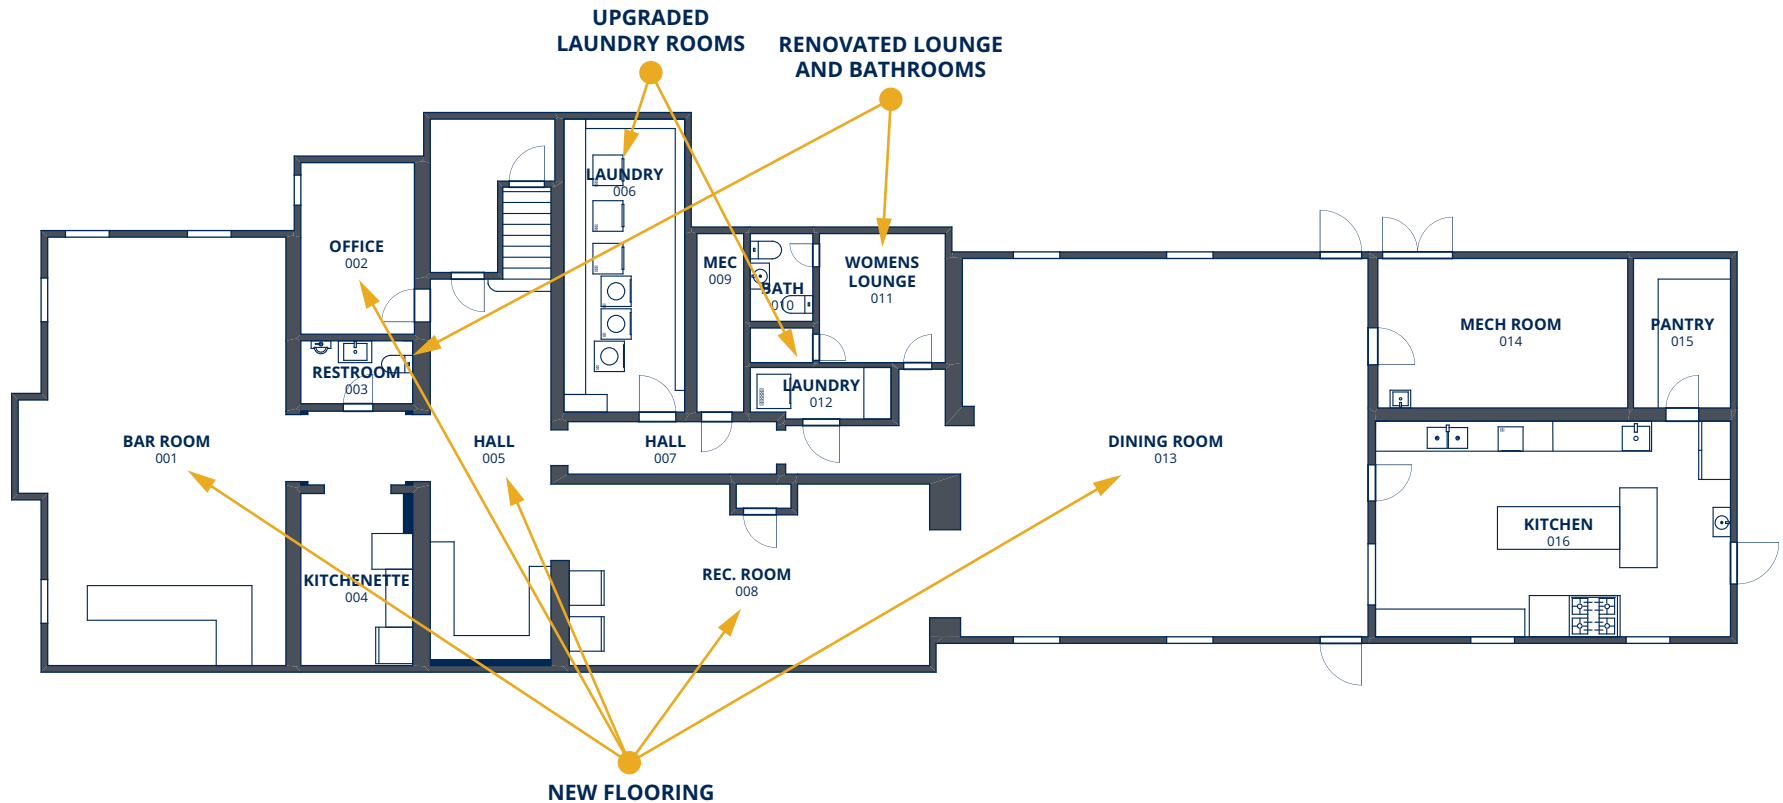 UPGRADED
LAUNDRY ROOMS
RENOVATED LOUNGE
AND BATHROOMS
LAUNDRY
006
OFFICE
002
MEC
009
BATH
010
WOMENS
LOUNGE
011
MECH ROOM
014
PANTRY
015
RESTROOM
003
LAUNDRY
012
BAR ROOM
001
HALL
005
HALL
007
DINING ROOM
013
KITCHEN
016
KITCHENETTE
004
REC. ROOM
008
NEW FLOORING